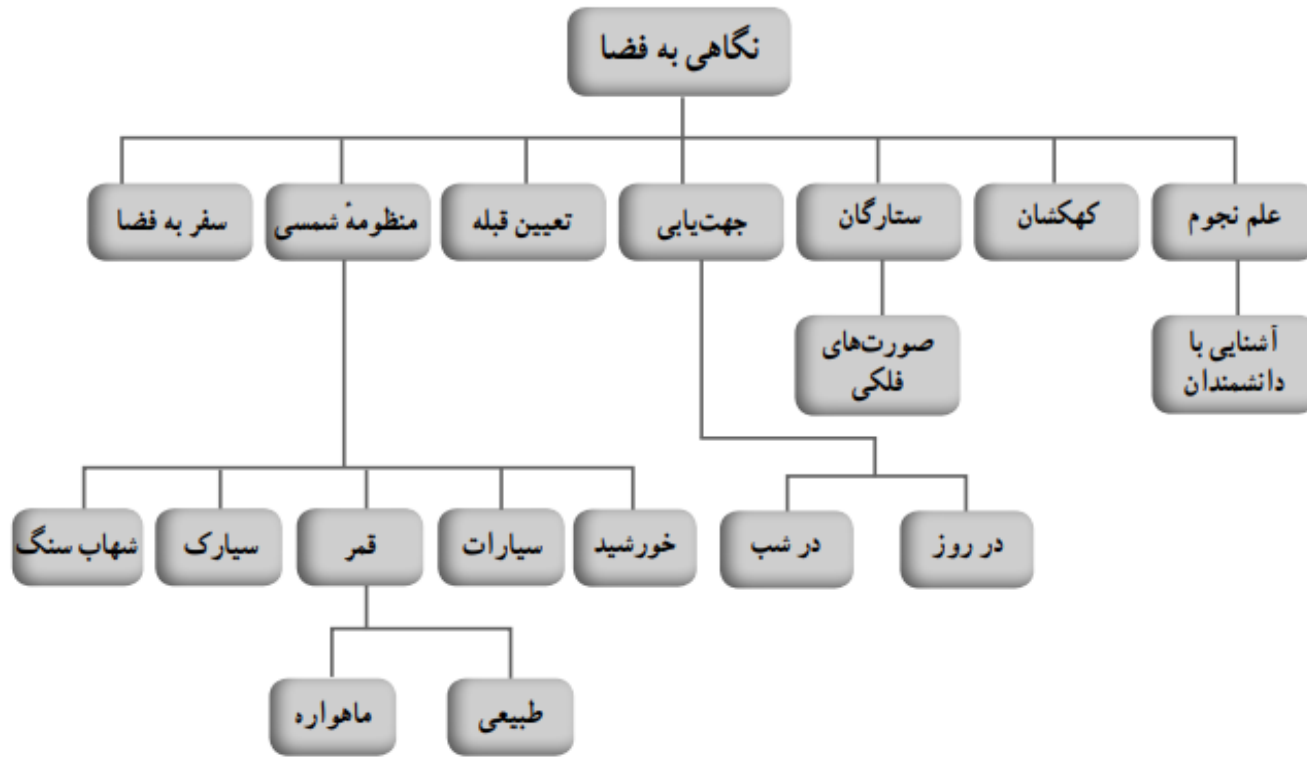 نگاهی به فضا
علم نجوم
کهکشان
ستارگان
جهت‌یابی
تعیین قبله
منظومهٔ شمسی
سفر به فضا
آشنایی با
دانشمندان
صورت‌های
فلکی
در روز
در شب
خورشید
سیارات
قمر
سیارک
شهاب سنگ
طبیعی
ماهواره